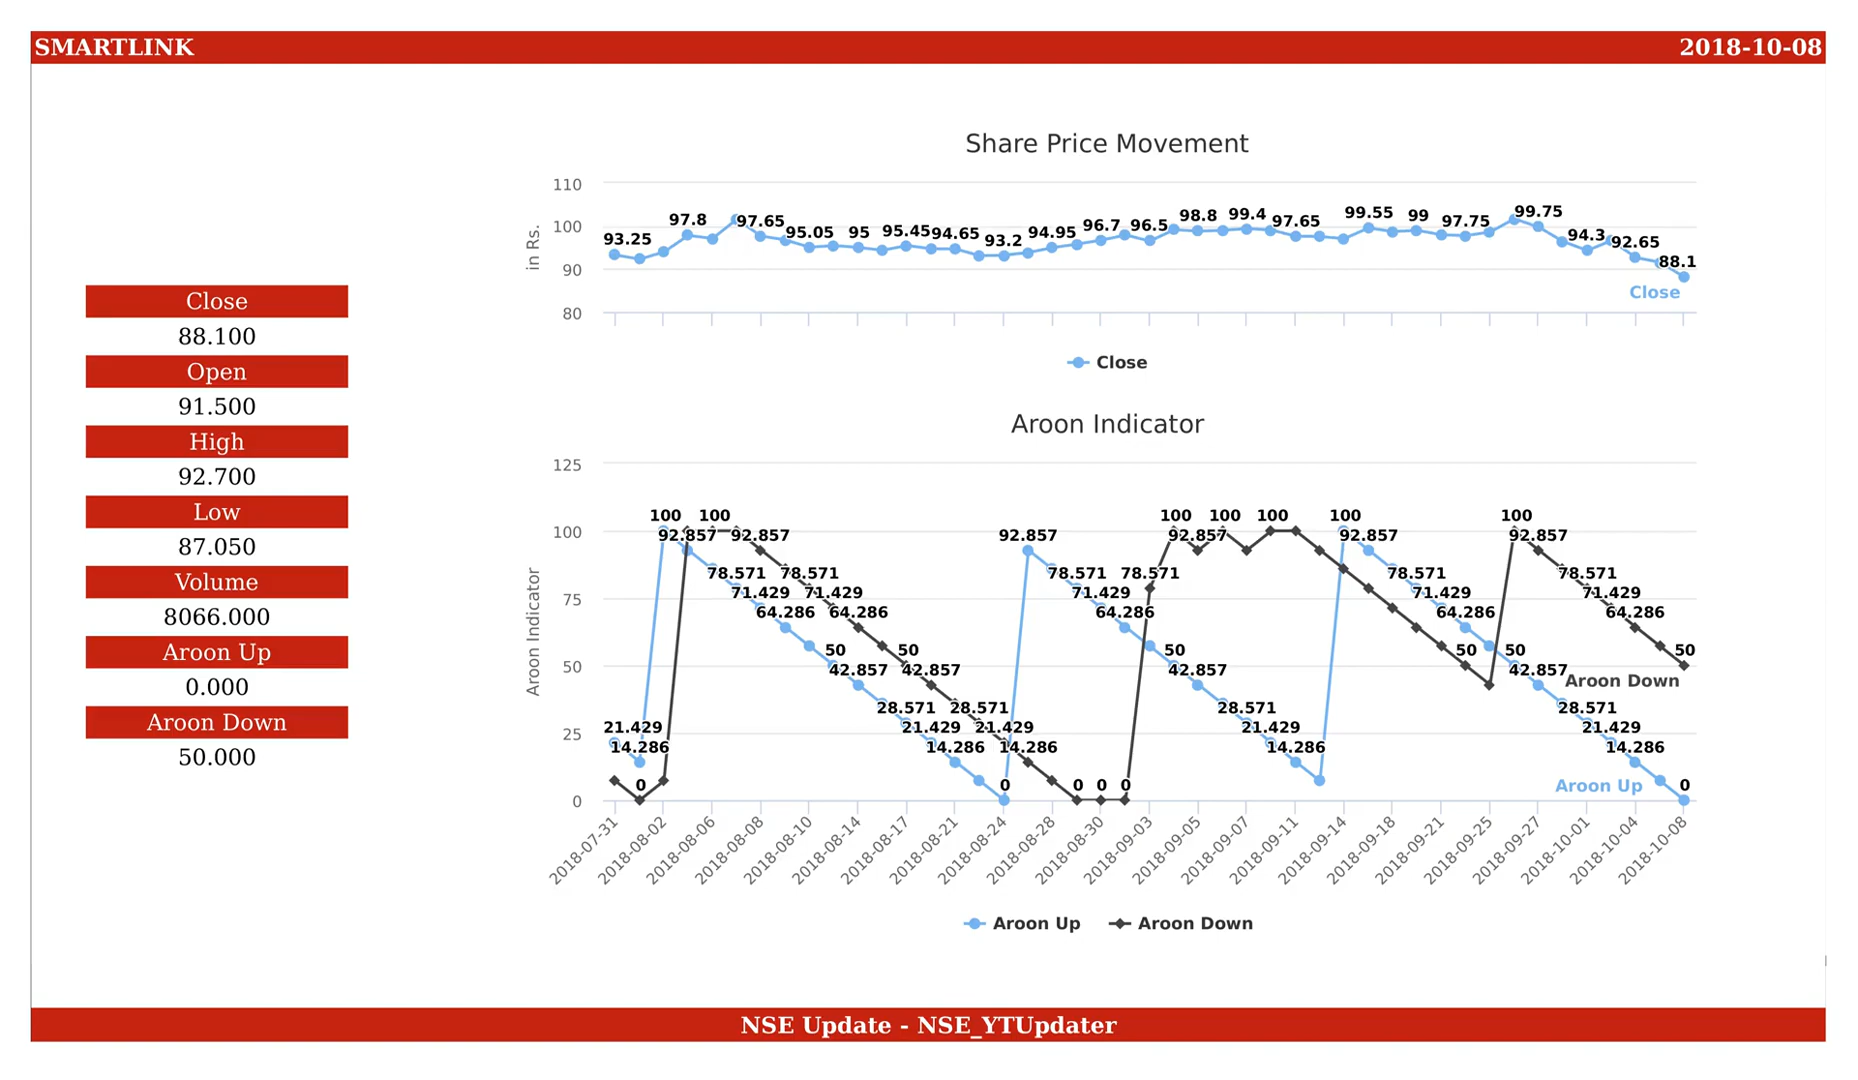 SMARTLINK 2018-10-08
Close
88.100
Open
91.500
High
92.700
Low
87.050
Volume
8066.000
Aroon Up
0.000
Aroon Down
50.000
Share Price Movement
in Rs.
110
100
90
80
93.25 97.8 97.65 95.05 95 95.45 94.65 93.2 94.95 96.7 96.5 98.8 99.4 97.65 99.55 99 97.75 99.75 94.3 92.65 88.1
Close
Close
Aroon Indicator
Aroon Indicator
125
100
75
50
25
0
100 100 100 100 100 100 100
92.857 92.857 92.857 92.857 92.857 92.857
78.571 78.571 78.571 78.571 78.571 78.571
71.429 71.429 71.429 71.429 71.429
64.286 64.286 64.286 64.286 64.286
50 50 50 50 50 50
42.857 42.857 42.857 42.857
Aroon Down
28.571 28.571 28.571 28.571
21.429 21.429 21.429 21.429 21.429
14.286 14.286 14.286 14.286 14.286
0 0 0 0 0 0
Aroon Up
2018-07-31 2018-08-02 2018-08-06 2018-08-08 2018-08-10 2018-08-14 2018-08-17 2018-08-21 2018-08-24 2018-08-28 2018-08-30 2018-09-03 2018-09-05 2018-09-07 2018-09-11 2018-09-14 2018-09-18 2018-09-21 2018-09-25 2018-09-27 2018-10-01 2018-10-04 2018-10-08
Aroon Up Aroon Down
NSE Update - NSE_YTUpdater